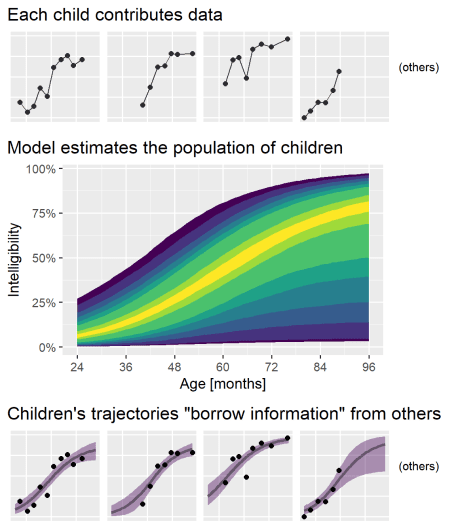 Each child contributes data
(others)
Model estimates the population of children
100%
75%
50%
25%
0%
Intelligibility
24 36 48 60 72 84 96
Age [months]
Children's trajectories "borrow information" from others
(others)